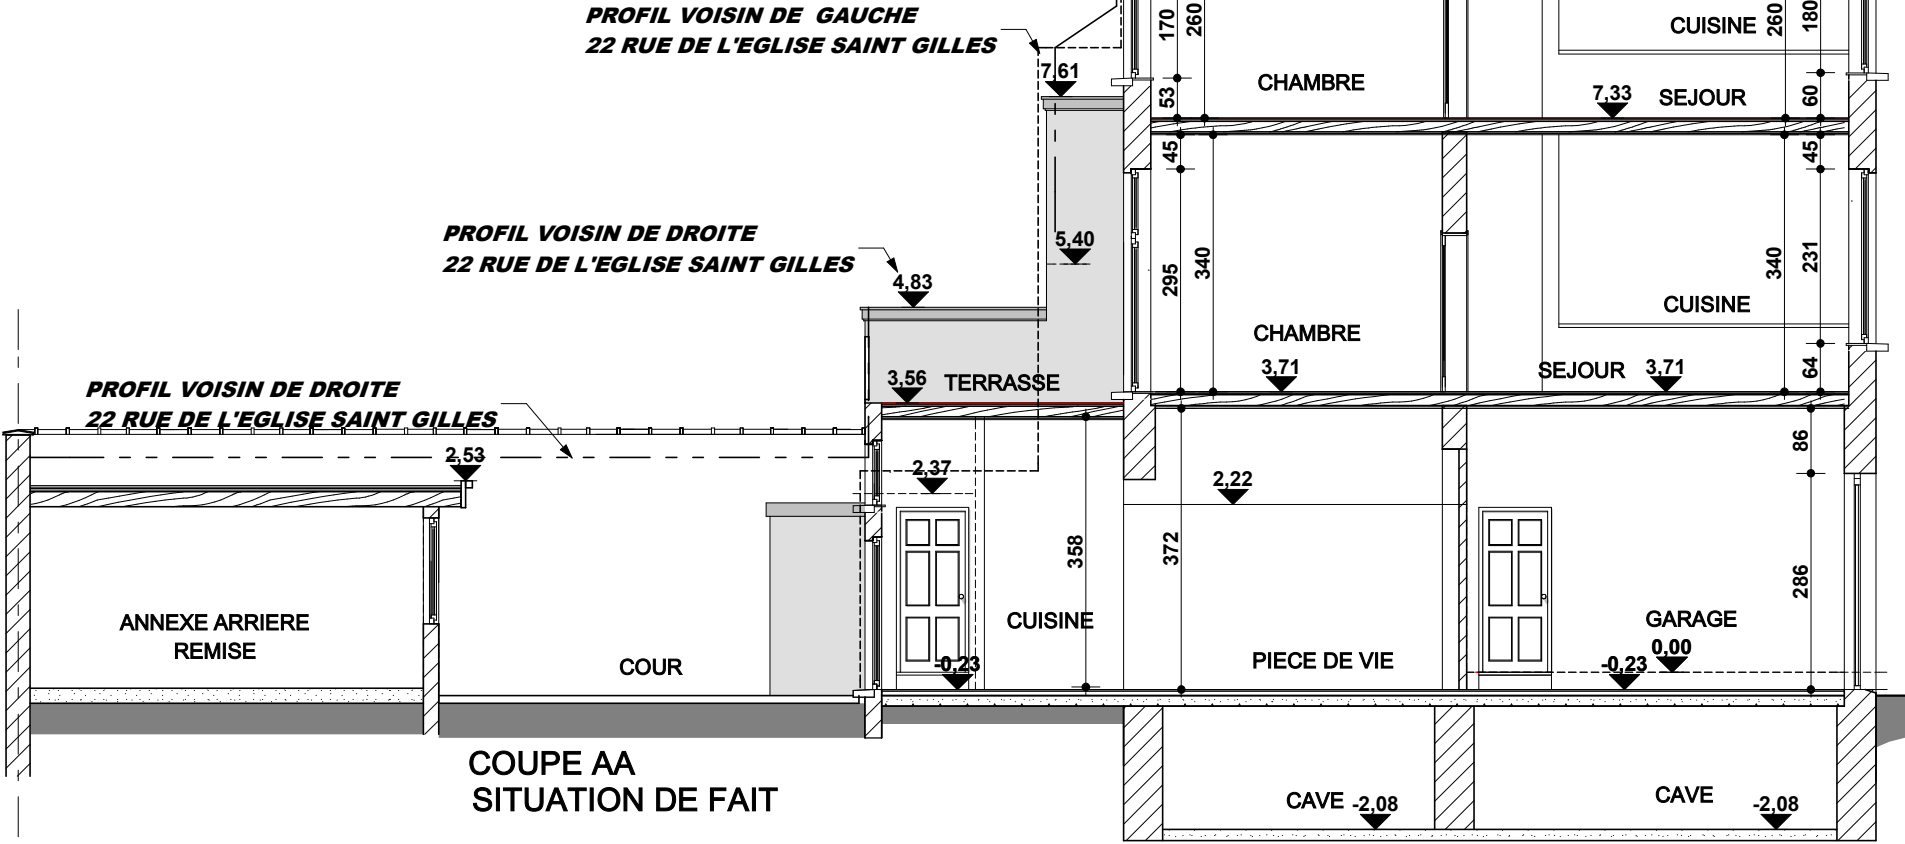 PROFIL VOISIN DE  GAUCHE
22 RUE DE L'EGLISE SAINT GILLES
170
260
CUISINE
260
180
7,61
CHAMBRE
53
7,33
SEJOUR
60
45
45
PROFIL VOISIN DE DROITE
22 RUE DE L'EGLISE SAINT GILLES
5,40
4,83
295
340
340
231
CUISINE
CHAMBRE
3,56
TERRASSE
3,71
SEJOUR
3,71
64
PROFIL VOISIN DE DROITE
22 RUE DE L'EGLISE SAINT GILLES
2,53
2,37
2,22
86
358
372
286
ANNEXE ARRIERE
REMISE
COUR
CUISINE
-0,23
PIECE DE VIE
GARAGE
0,00
-0,23
COUPE AA
SITUATION DE FAIT
CAVE
-2,08
CAVE
-2,08